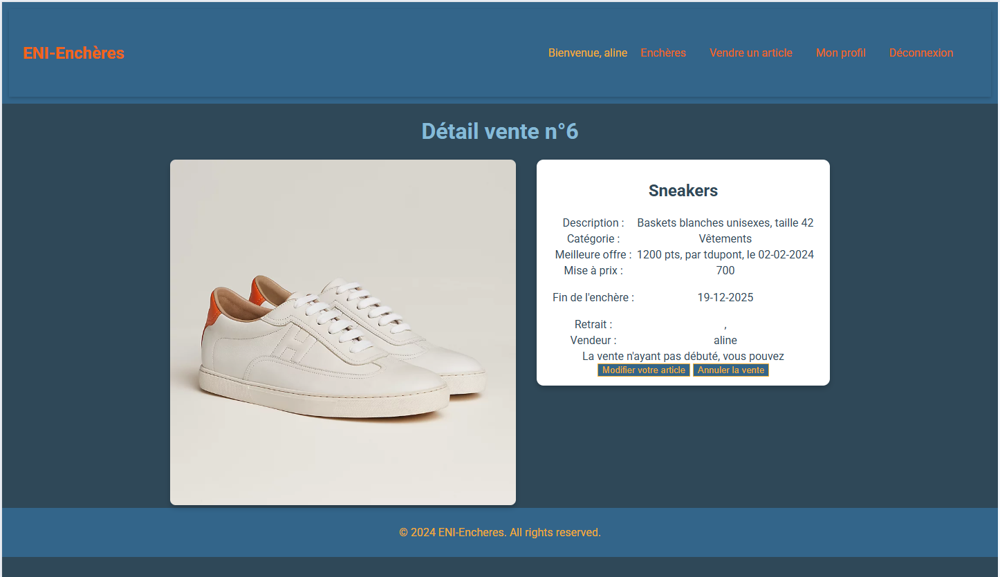 ENI-Enchères
Bienvenue, aline Enchères Vendre un article Mon profil Déconnexion
Détail vente n°6
Sneakers
Description : Baskets blanches unisexes, taille 42
Catégorie : Vêtements
Meilleure offre : 1200 pts, par tdupont, le 02-02-2024
Mise à prix : 700
Fin de l'enchère : 19-12-2025
Retrait : ,
Vendeur : aline
La vente n'ayant pas débuté, vous pouvez
Modifier votre article Annuler la vente
© 2024 ENI-Encheres. All rights reserved.